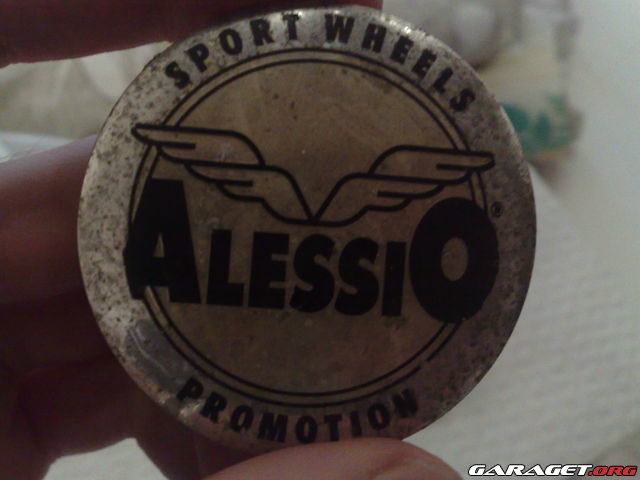 SPORT WHEELS
ALESSIO®
PROMOTION
GARAGET.ORG